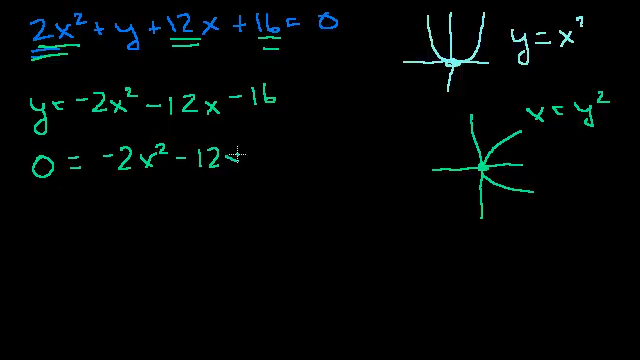 2x² + y + 12x + 16 = 0
y = x²
y = -2x² - 12x - 16
x = y²
0 = -2x² - 12